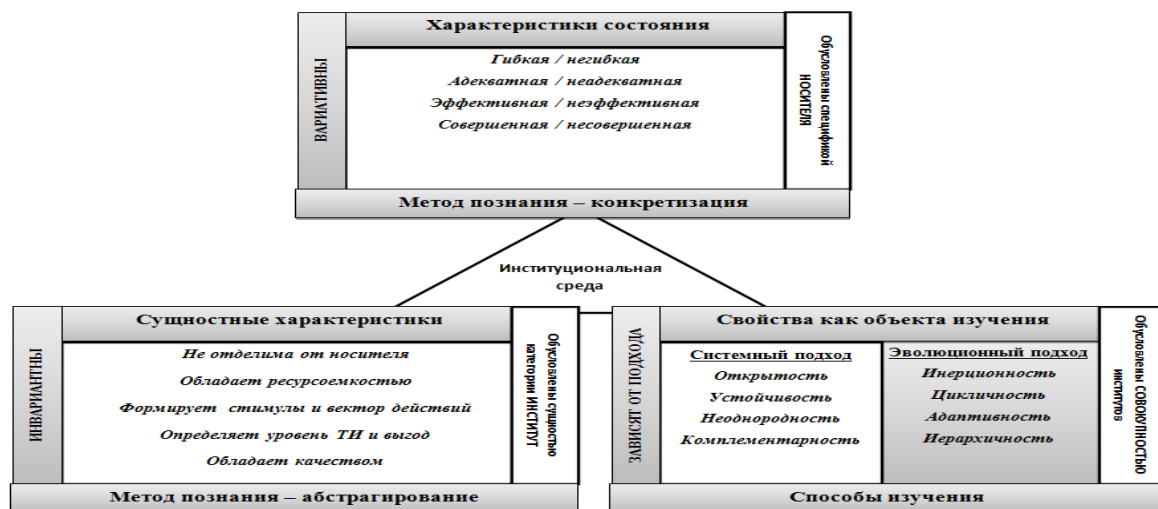 Характеристики состояния
ВАРИАТИВНЫ
Гибкая / негибкая
Адекватная / неадекватная
Эффективная / неэффективная
Совершенная / несовершенная
Обусловлены спецификой
НОСИТЕЛЯ
Метод познания – конкретизация
Институциональная
среда
ИНВАРИАНТНЫ
Сущностные характеристики
Не отделима от носителя
Обладает ресурсоемкостью
Формирует стимулы и вектор действий
Определяет уровень ТИ и выгод
Обладает качеством
Обусловлены сущностью
категории ИНСТИТУТ
Метод познания – абстрагирование
ЗАВИСЯТ ОТ ПОДХОДА
Свойства как объекта изучения
Системный подход
Открытость
Устойчивость
Неоднородность
Комплементарность
Эволюционный подход
Инерционность
Цикличность
Адаптивность
Иерархичность
Обусловлены СОВОКУПНОСТЬЮ
институтов
Способы изучения